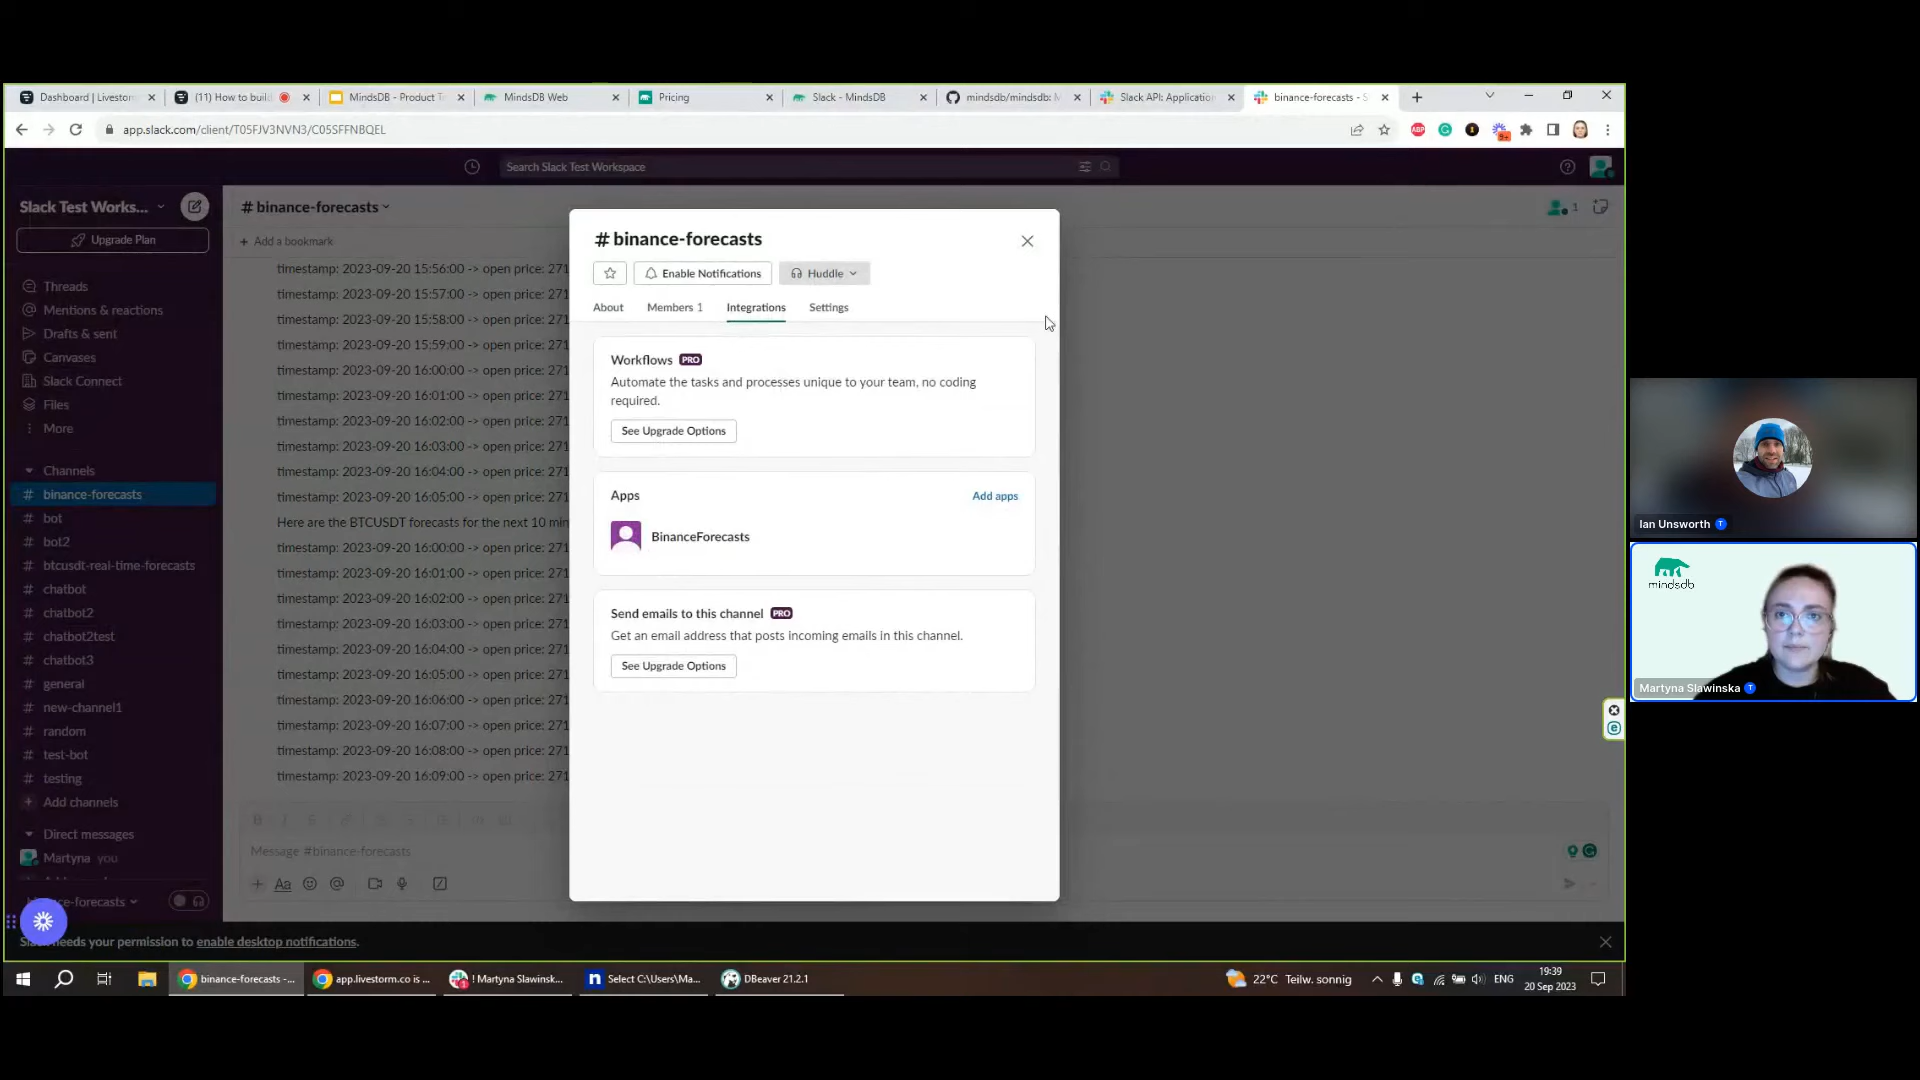 Dashboard | Livestorm
(11) How to build
MindsDB - Product T
MindsDB Web
Pricing
Slack - MindsDB
mindsdb/mindsdb: M
Slack API: Application
binance-forecasts - S
app.slack.com/client/T05FJV3NVN3/C05SFFNBQEL
ABP
9+
Search Slack Test Workspace
Slack Test Works...
Upgrade Plan
Threads
Mentions & reactions
Drafts & sent
Canvases
Slack Connect
Files
More
Channels
# binance-forecasts
# bot
# bot2
# btcusdt-real-time-forecasts
# chatbot
# chatbot2
# chatbot2test
# chatbot3
# general
# new-channel1
# random
# test-bot
# testing
+ Add channels
Direct messages
Martyna you
ce-forecasts
# binance-forecasts
1
+ Add a bookmark
timestamp: 2023-09-20 15:56:00 -> open price: 271
timestamp: 2023-09-20 15:57:00 -> open price: 271
timestamp: 2023-09-20 15:58:00 -> open price: 271
timestamp: 2023-09-20 15:59:00 -> open price: 271
timestamp: 2023-09-20 16:00:00 -> open price: 271
timestamp: 2023-09-20 16:01:00 -> open price: 271
timestamp: 2023-09-20 16:02:00 -> open price: 271
timestamp: 2023-09-20 16:03:00 -> open price: 271
timestamp: 2023-09-20 16:04:00 -> open price: 271
timestamp: 2023-09-20 16:05:00 -> open price: 271
Here are the BTCUSDT forecasts for the next 10 min
timestamp: 2023-09-20 16:00:00 -> open price: 271
timestamp: 2023-09-20 16:01:00 -> open price: 271
timestamp: 2023-09-20 16:02:00 -> open price: 271
timestamp: 2023-09-20 16:03:00 -> open price: 271
timestamp: 2023-09-20 16:04:00 -> open price: 271
timestamp: 2023-09-20 16:05:00 -> open price: 271
timestamp: 2023-09-20 16:06:00 -> open price: 271
timestamp: 2023-09-20 16:07:00 -> open price: 271
timestamp: 2023-09-20 16:08:00 -> open price: 271
timestamp: 2023-09-20 16:09:00 -> open price: 271
Message #binance-forecasts
# binance-forecasts
Enable Notifications
Huddle
About
Members 1
Integrations
Settings
Workflows PRO
Automate the tasks and processes unique to your team, no coding
required.
See Upgrade Options
Apps
Add apps
BinanceForecasts
Send emails to this channel PRO
Get an email address that posts incoming emails in this channel.
See Upgrade Options
needs your permission to enable desktop notifications.
binance-forecasts -...
app.livestorm.co is ...
! Martyna Slawinsk...
Select C:\Users\Ma...
DBeaver 21.2.1
22°C Teilw. sonnig
ENG
19:39
20 Sep 2023
Ian Unsworth
mindsdb
Martyna Slawinska